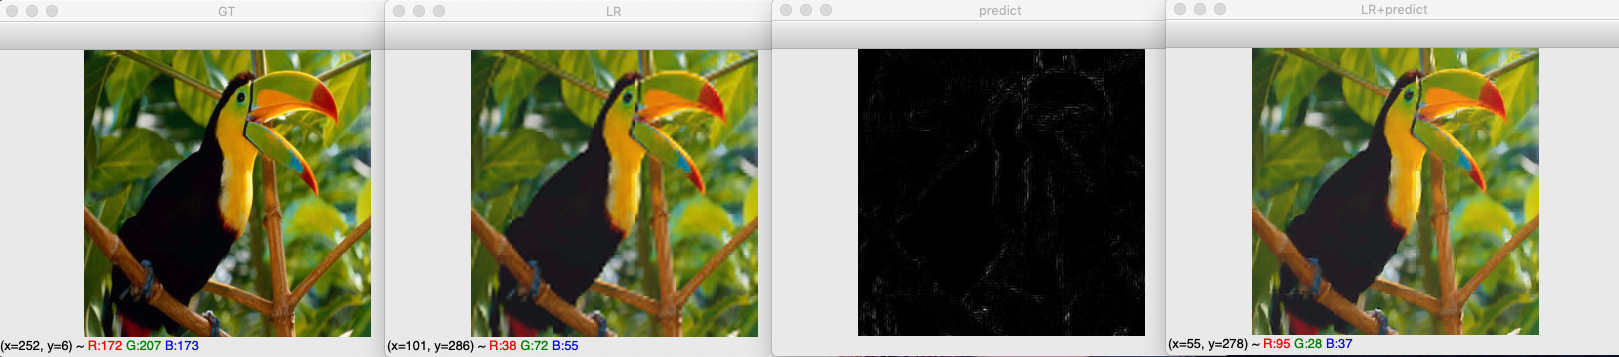 GT
LR
predict
LR+predict
(x=252, y=6) ~ R:172 G:207 B:173
(x=101, y=286) ~ R:38 G:72 B:55
(x=55, y=278) ~ R:95 G:28 B:37